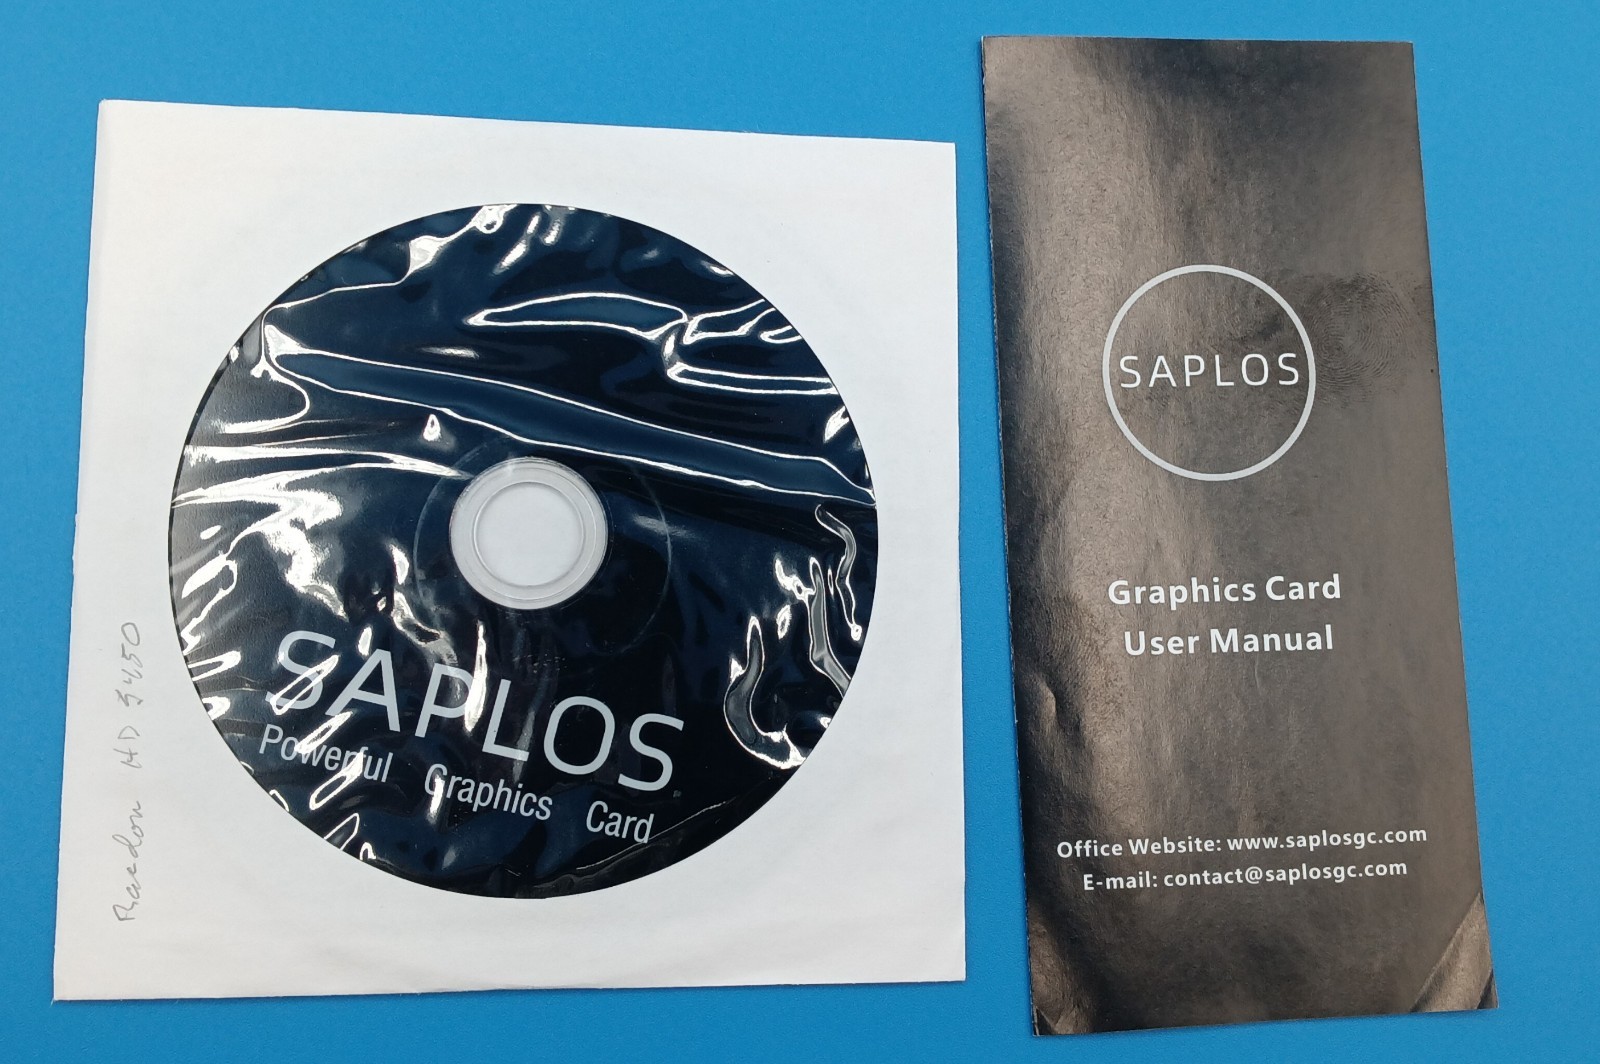 Raedon HD 5450
SAPLOS
Powerful Graphics Card
SAPLOS
Graphics Card
User Manual
Office Website: www.saplosgc.com
E-mail: contact@saplosgc.com